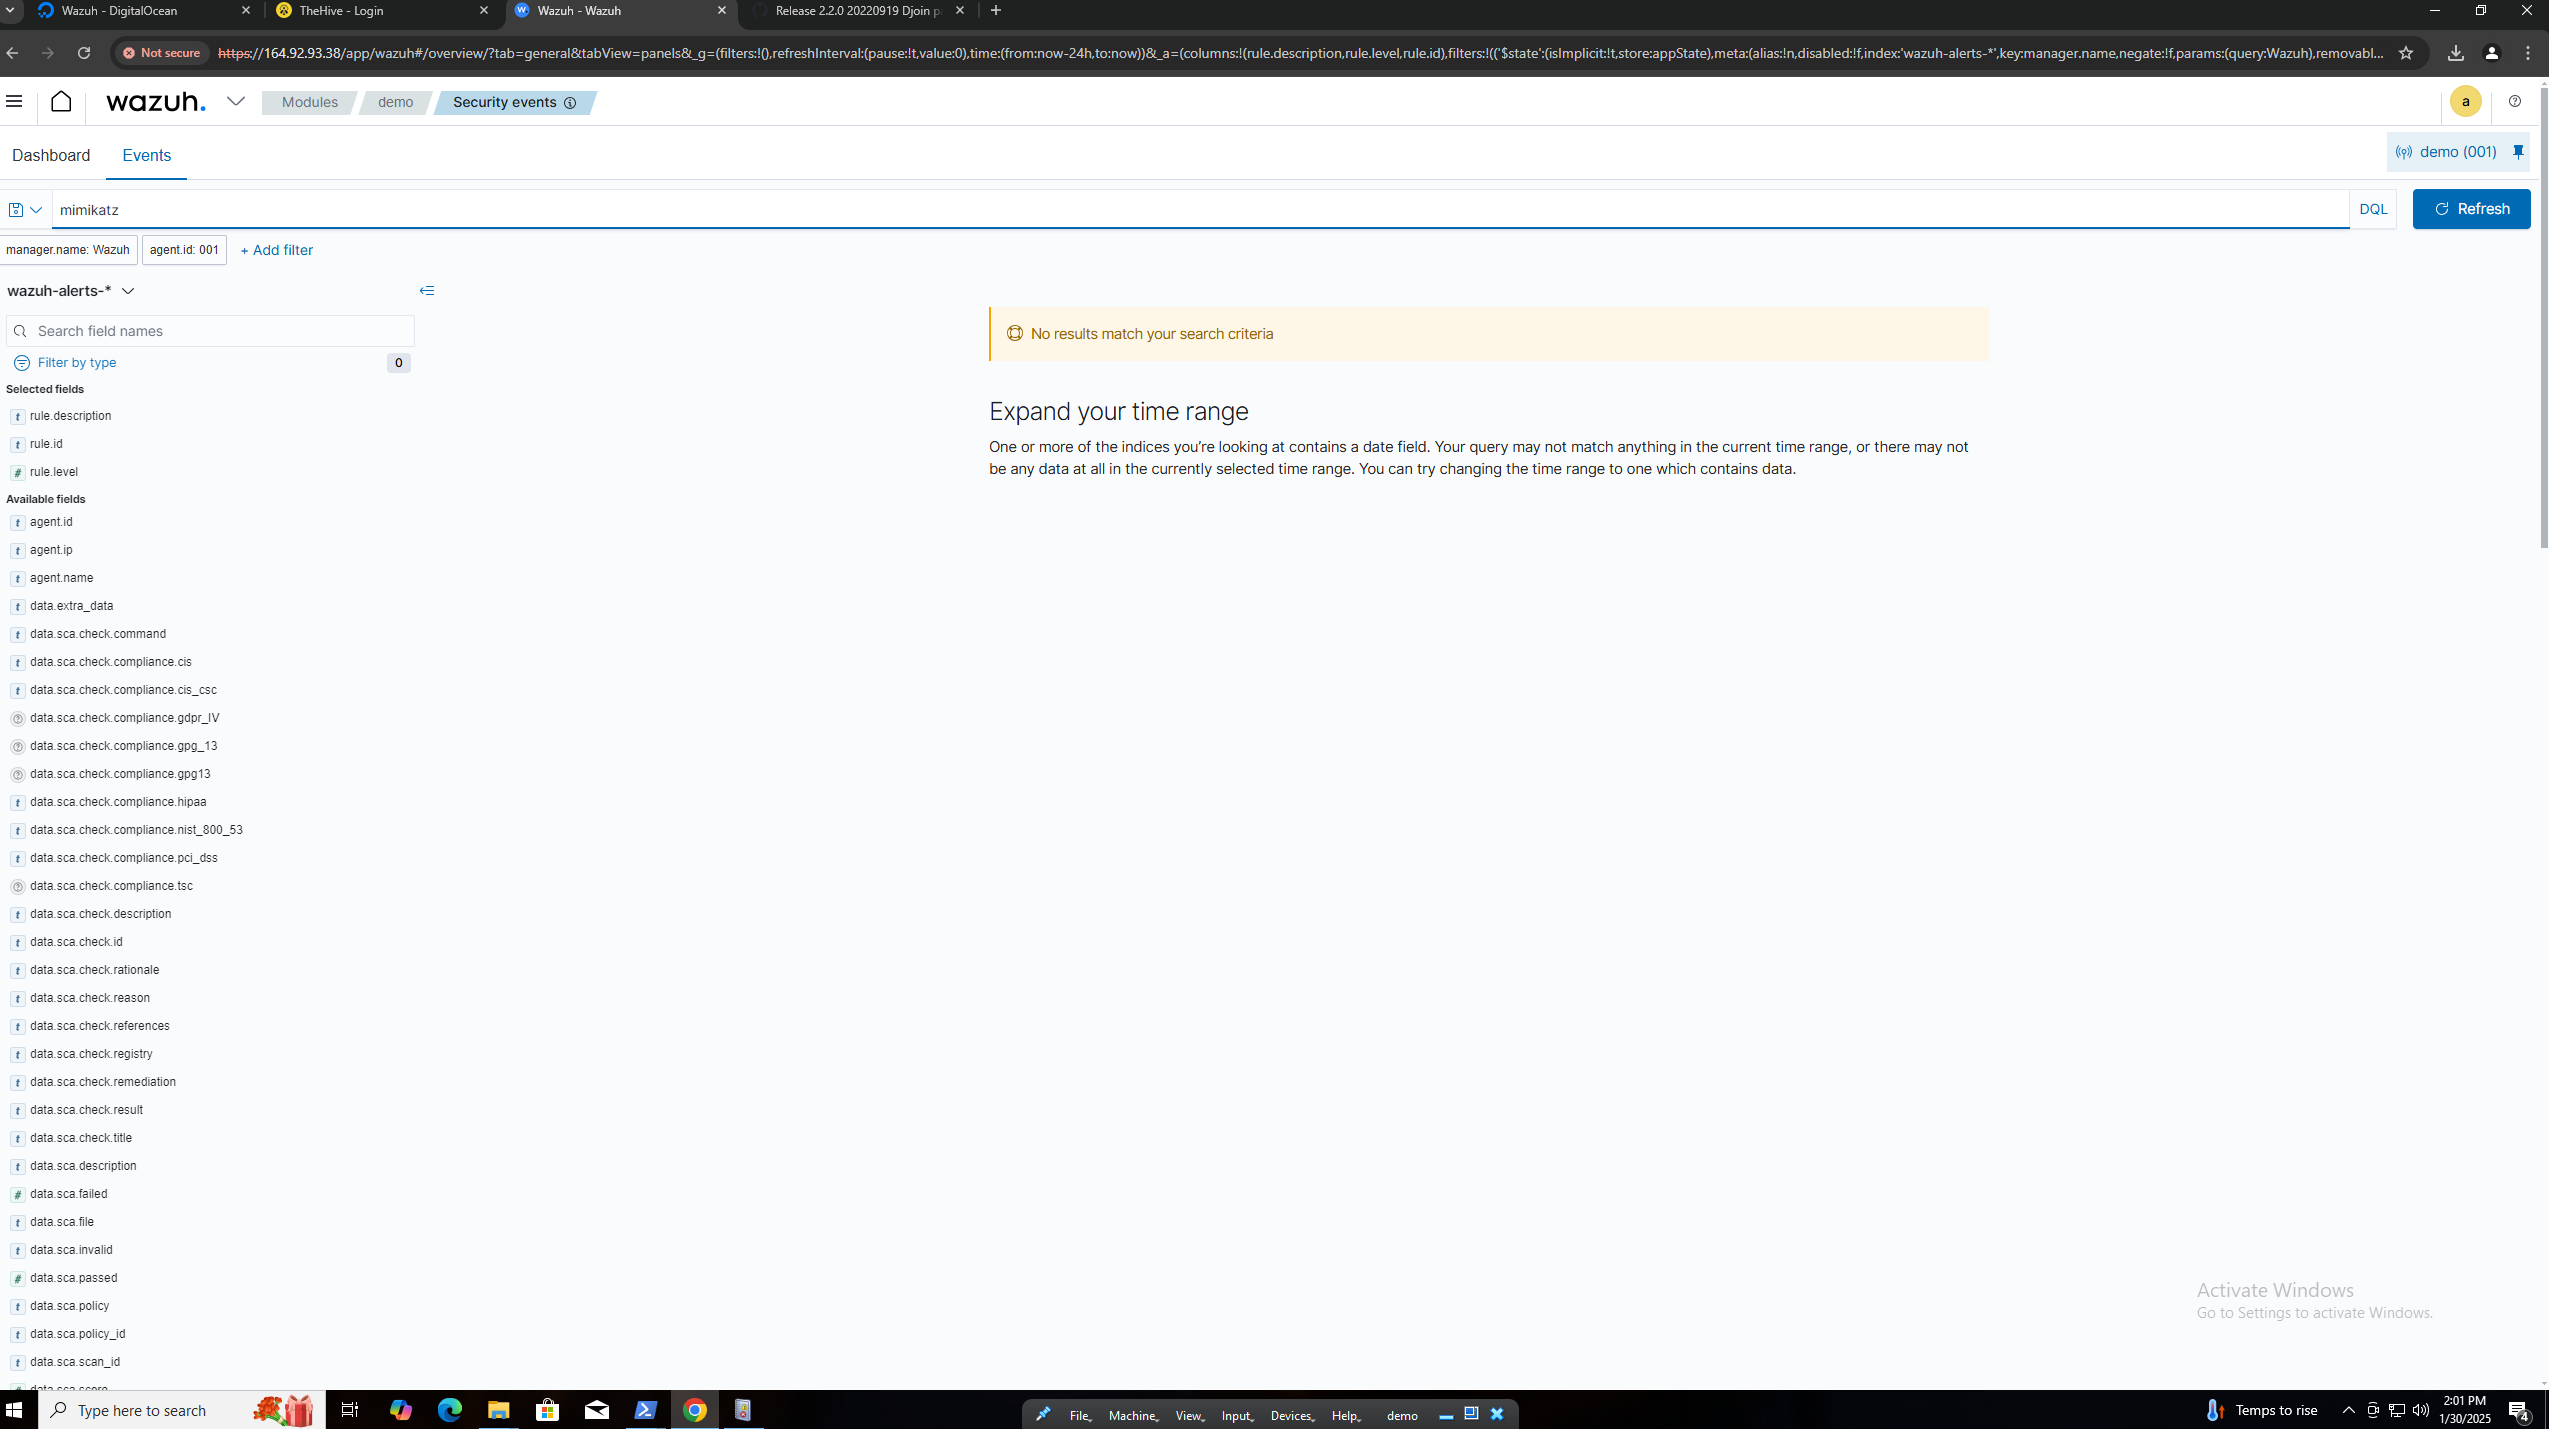 Wazuh - DigitalOcean
TheHive - Login
Wazuh - Wazuh
Release 2.2.0 20220919 Djoin p
Not secure
https://164.92.93.38/app/wazuh#/overview/?tab=general&tabView=panels&_g=(filters:!(),refreshInterval:(pause:!t,value:0),time:(from:now-24h,to:now))&_a=(columns:!(rule.description,rule.level,rule.id),filters:!(('$state':(isImplicit:!t,store:appState),meta:(alias:!n,disabled:!f,index:'wazuh-alerts-*',key:manager.name,negate:!f,params:(query:Wazuh),removabl...
wazuh.
Modules
demo
Security events
a
Dashboard
Events
demo (001)
mimikatz
DQL
Refresh
manager.name: Wazuh
agent.id: 001
+ Add filter
wazuh-alerts-*
No results match your search criteria
Search field names
Filter by type
0
Expand your time range
One or more of the indices you're looking at contains a date field. Your query may not match anything in the current time range, or there may not
be any data at all in the currently selected time range. You can try changing the time range to one which contains data.
Selected fields
t rule.description
t rule.id
# rule.level
Available fields
t agent.id
t agent.ip
t agent.name
t data.extra_data
t data.sca.check.command
t data.sca.check.compliance.cis
t data.sca.check.compliance.cis_csc
data.sca.check.compliance.gdpr_IV
data.sca.check.compliance.gpg_13
data.sca.check.compliance.gpg13
t data.sca.check.compliance.hipaa
t data.sca.check.compliance.nist_800_53
t data.sca.check.compliance.pci_dss
data.sca.check.compliance.tsc
t data.sca.check.description
t data.sca.check.id
t data.sca.check.rationale
t data.sca.check.reason
t data.sca.check.references
t data.sca.check.registry
t data.sca.check.remediation
t data.sca.check.result
t data.sca.check.title
t data.sca.description
# data.sca.failed
t data.sca.file
t data.sca.invalid
# data.sca.passed
t data.sca.policy
t data.sca.policy_id
t data.sca.scan_id
# data.sca.score
Activate Windows
Go to Settings to activate Windows.
Type here to search
File
Machine
View
Input
Devices
Help
demo
Temps to rise
2:01 PM
1/30/2025
4